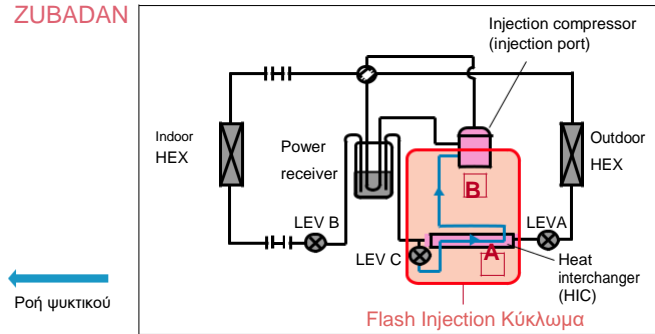 ZUBADAN
Injection compressor
(injection port)
Indoor
HEX
Power
receiver
Outdoor
HEX
B
LEV B
LEV C
A
LEVA
Heat
interchanger
(HIC)
Ροή ψυκτικού
Flash Injection Κύκλωμα